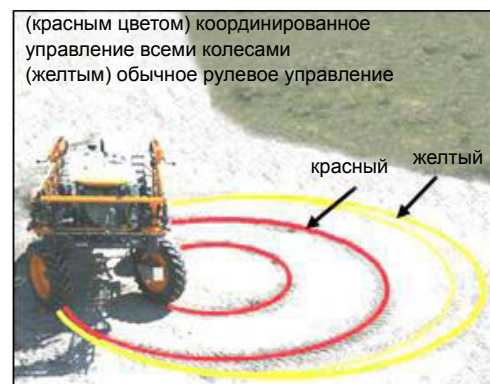 (красным цветом) координированное
управление всеми колесами
(желтым) обычное рулевое управление
красный
желтый